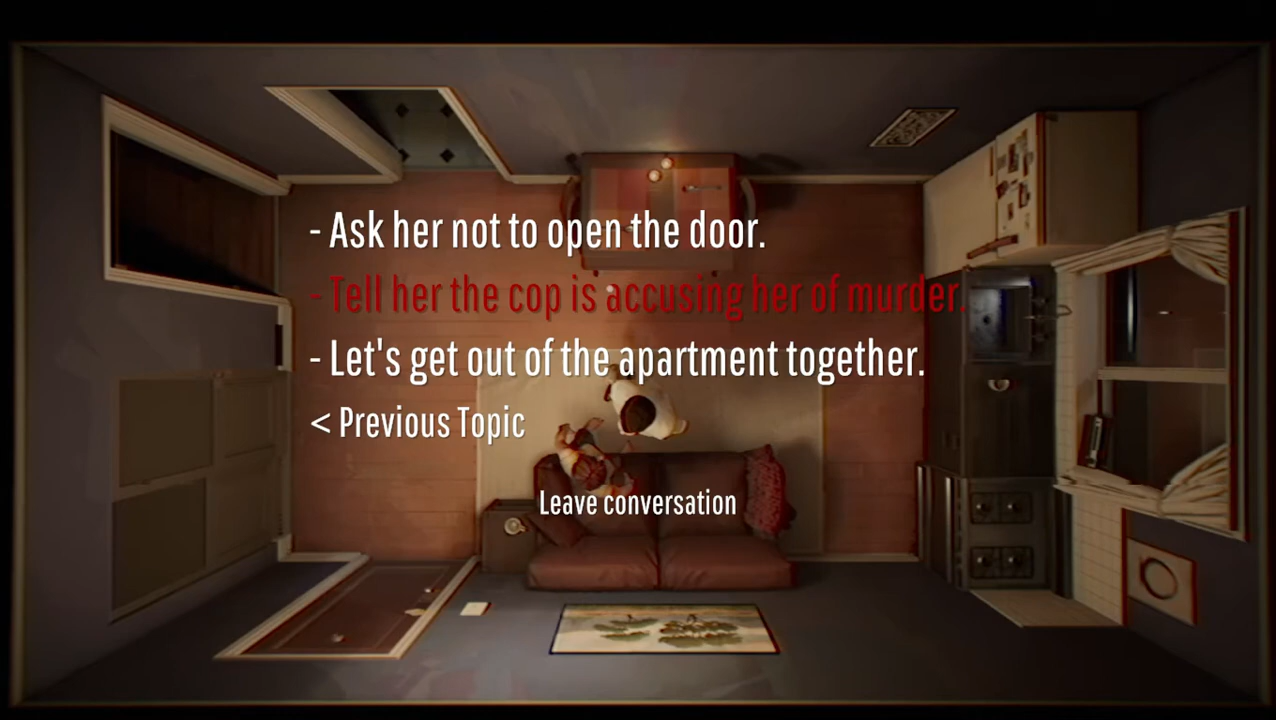 - Ask her not to open the door.
- Tell her the cop is accusing her of murder.
- Let's get out of the apartment together.
< Previous Topic
Leave conversation